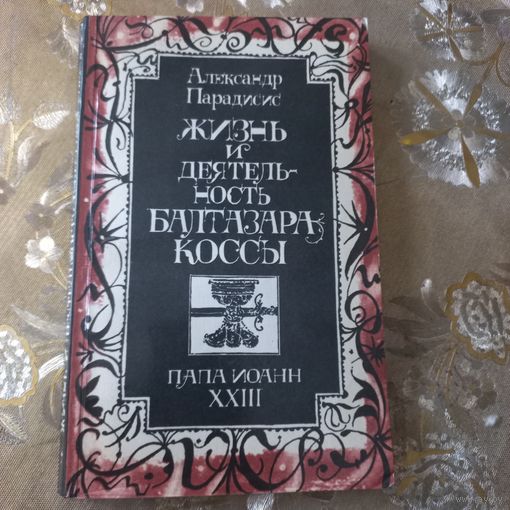 Александр
Парадисис
ЖИЗНЬ
И
ДЕЯТЕЛЬ-
НОСТЬ
БАЛТАЗАРА
КОССЫ
ПАПА ИОАНН
XXIII